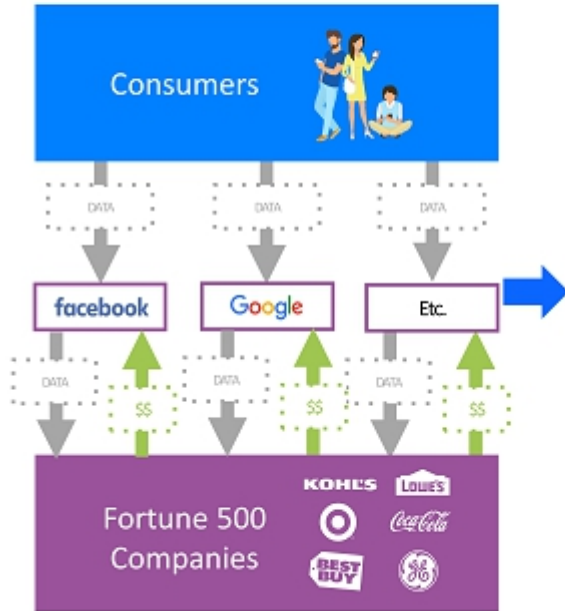 Consumers
DATA
DATA
DATA
facebook
Google
Etc.
DATA
$$
DATA
$$
DATA
$$
Fortune 500
Companies
KOHL'S
LOWE'S
Coca-Cola
BEST
BUY
GE